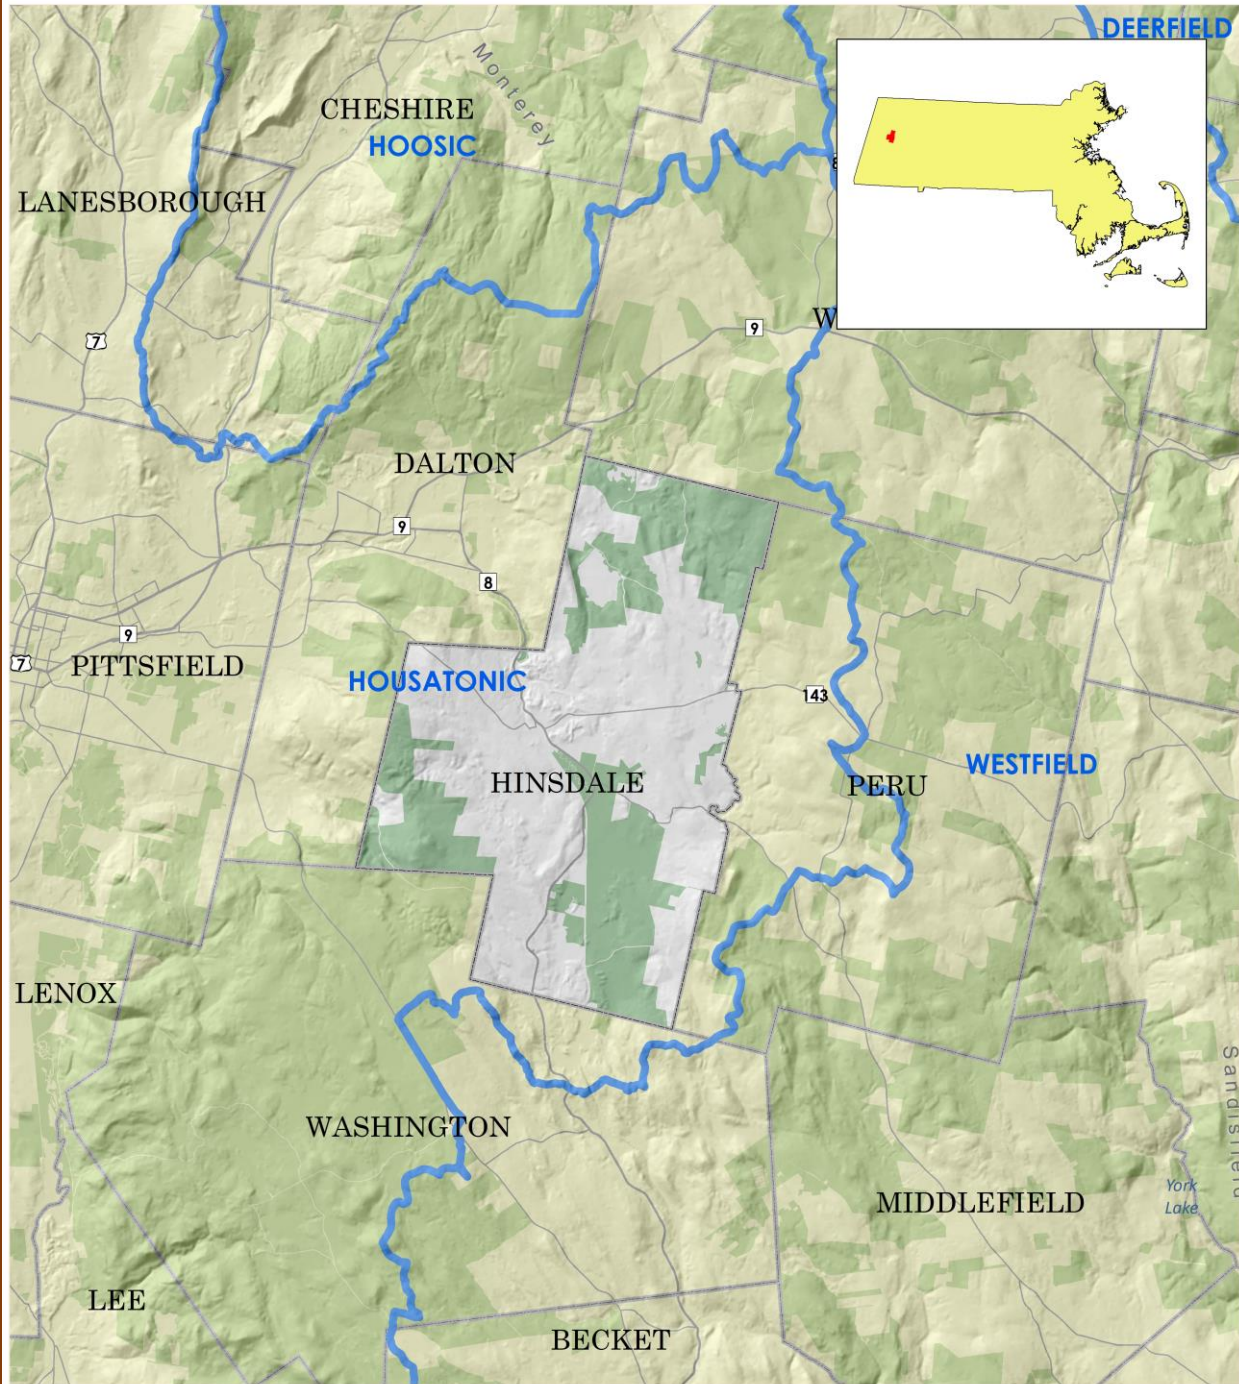 DEERFIELD
Monterey
CHESHIRE
HOOSIC
LANESBOROUGH
8
W
9
7
DALTON
9
8
9
7
PITTSFIELD
HOUSATONIC
143
HINSDALE
PERU
WESTFIELD
LENOX
Sandisfield
WASHINGTON
York
Lake
MIDDLEFIELD
LEE
BECKET